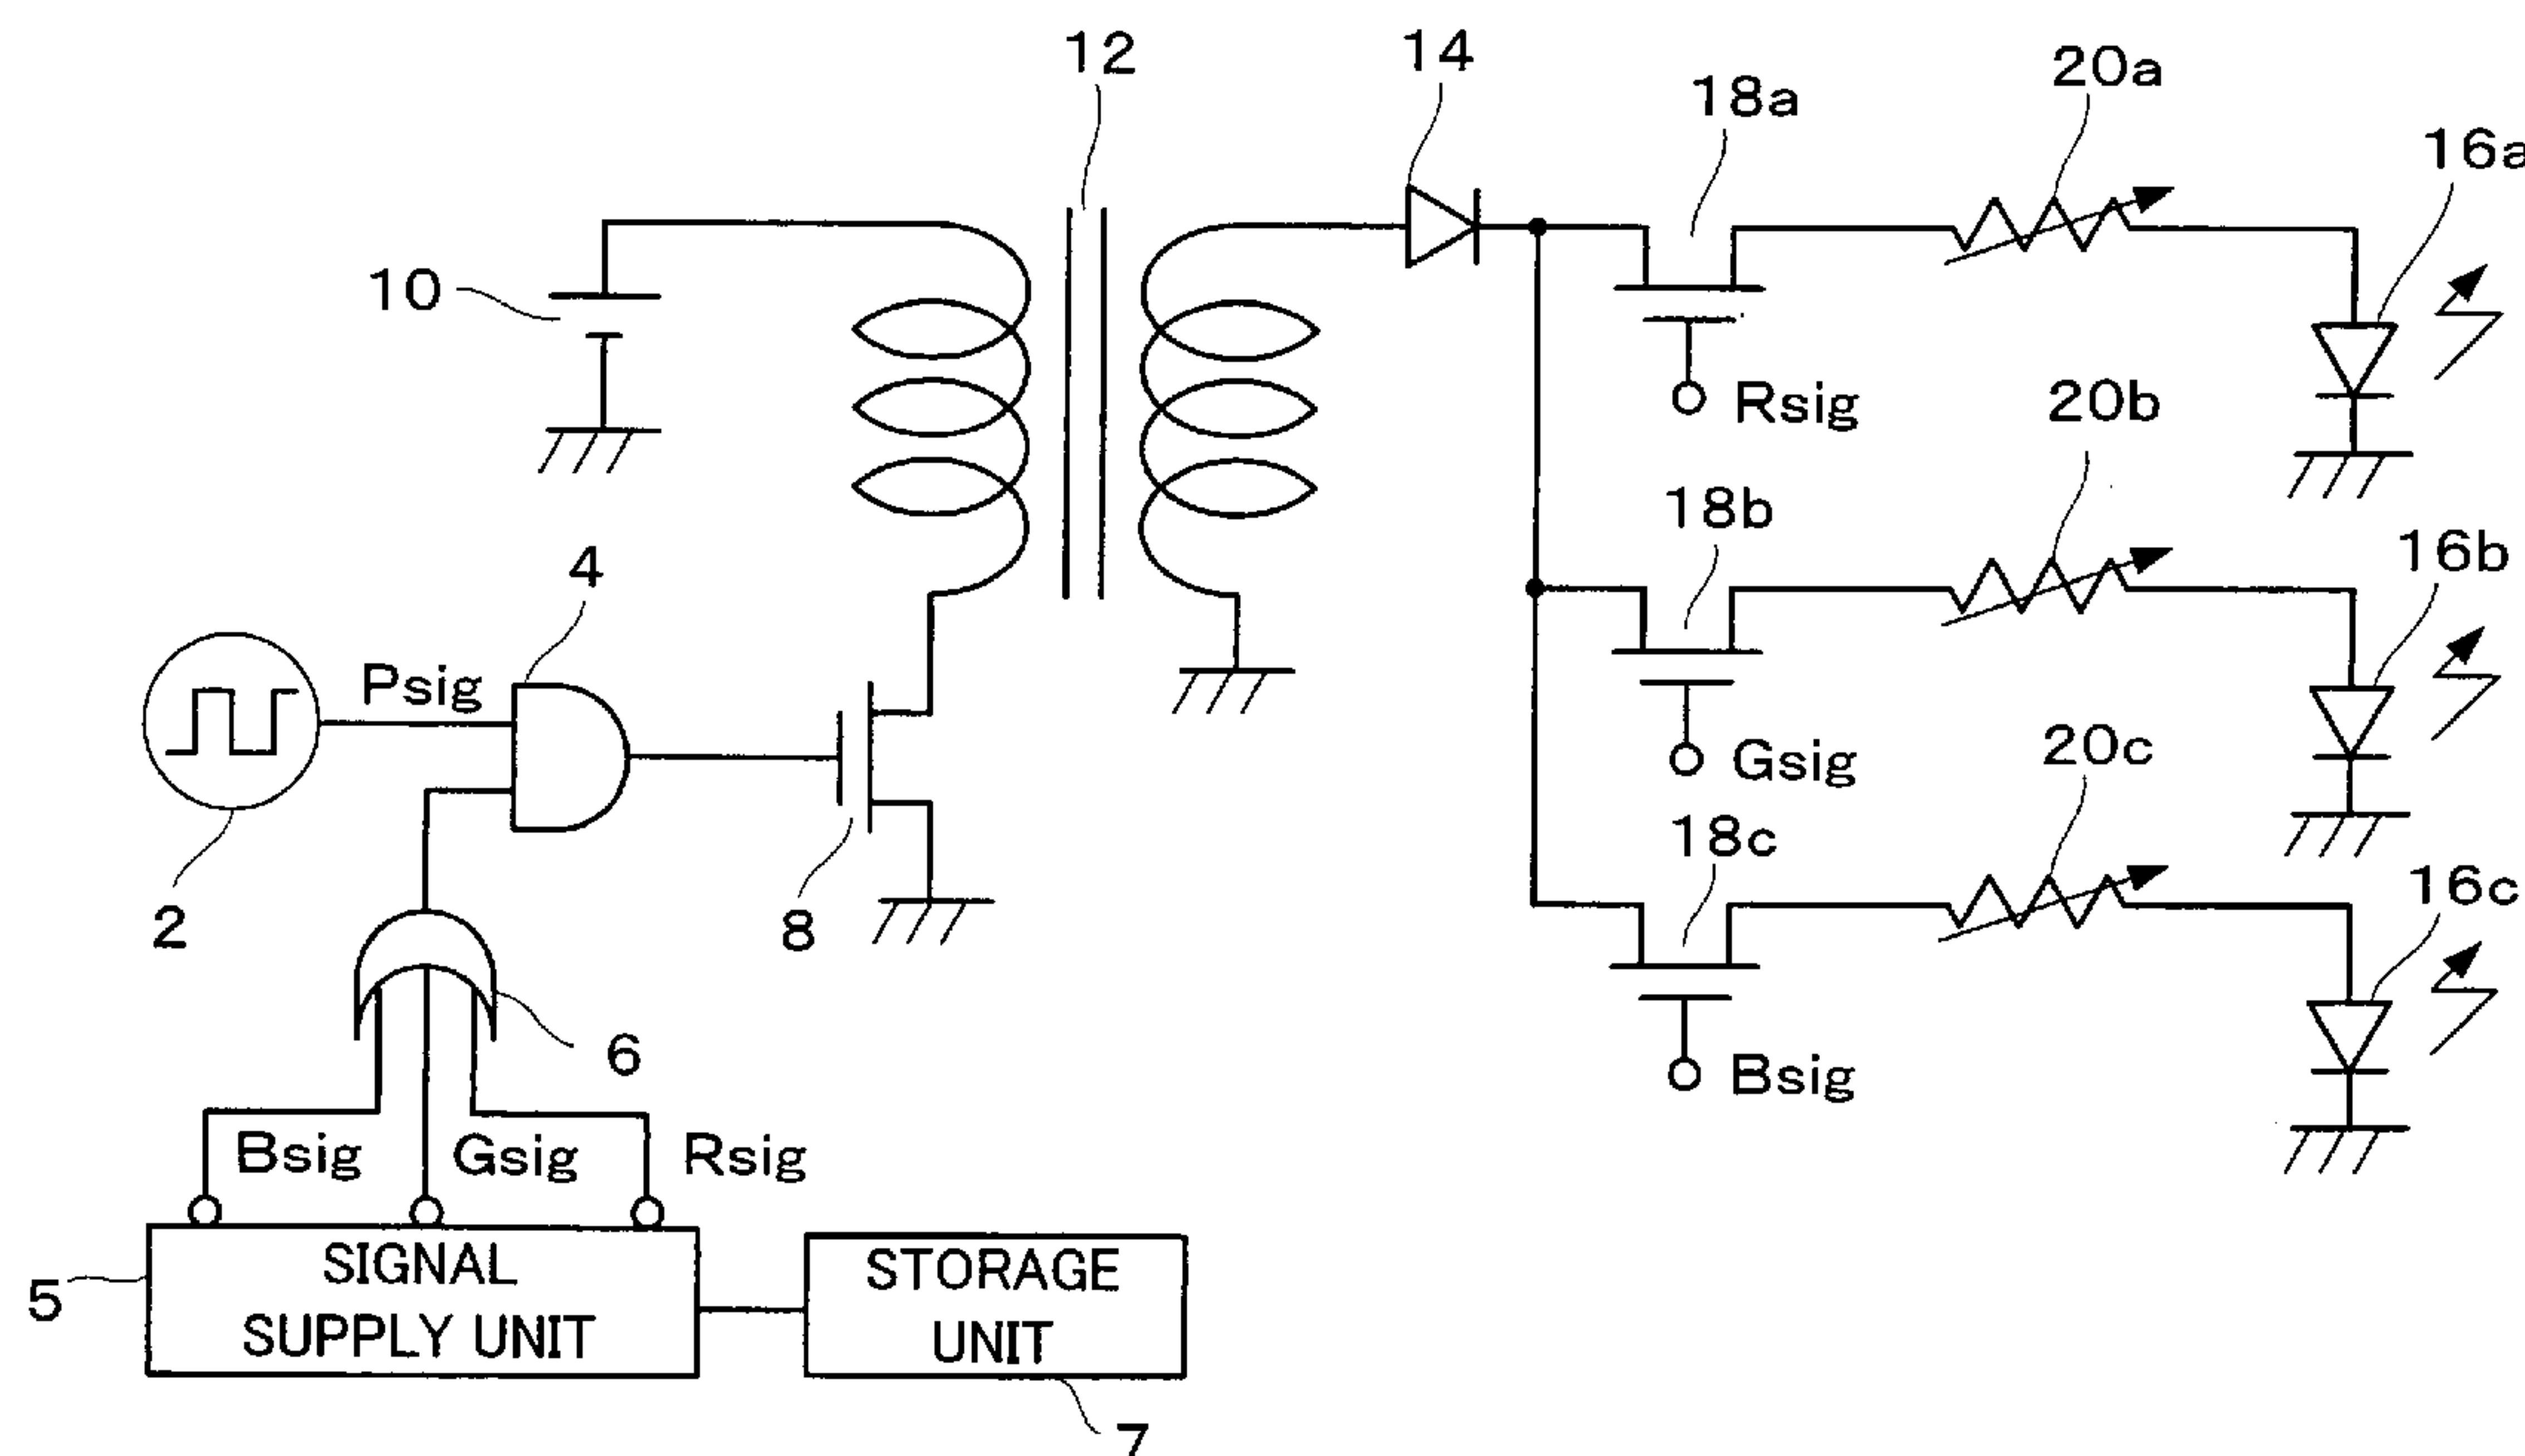 12
14
18a
20a
16a
10
Rsig
20b
18b
16b
4
Psig
Gsig
20c
18c
16c
2
8
6
Bsig
Bsig
Gsig
Rsig
5
SIGNAL
SUPPLY UNIT
STORAGE
UNIT
7